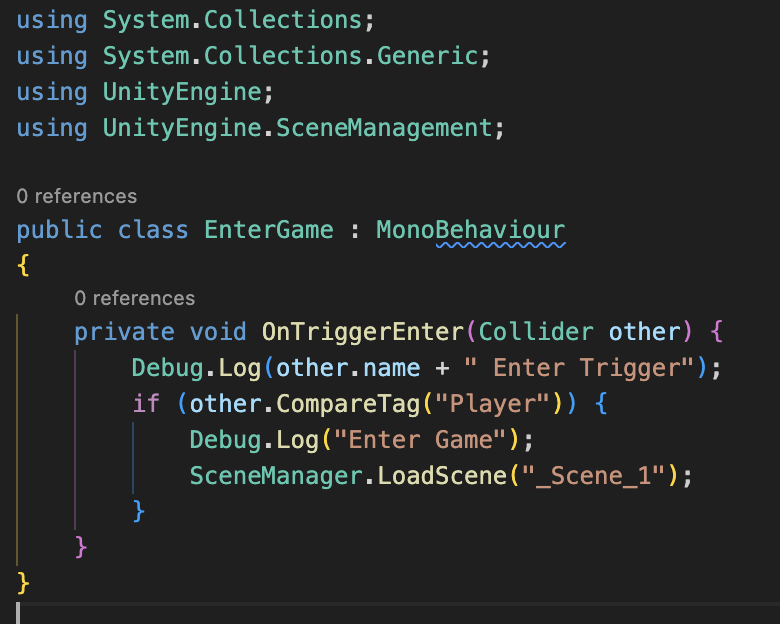 using System.Collections;
using System.Collections.Generic;
using UnityEngine;
using UnityEngine.SceneManagement;
0 references
public class EnterGame : MonoBehaviour
{
0 references
private void OnTriggerEnter(Collider other) {
Debug.Log(other.name + " Enter Trigger");
if (other.CompareTag("Player")) {
Debug.Log("Enter Game");
SceneManager.LoadScene("_Scene_1");
}
}
}